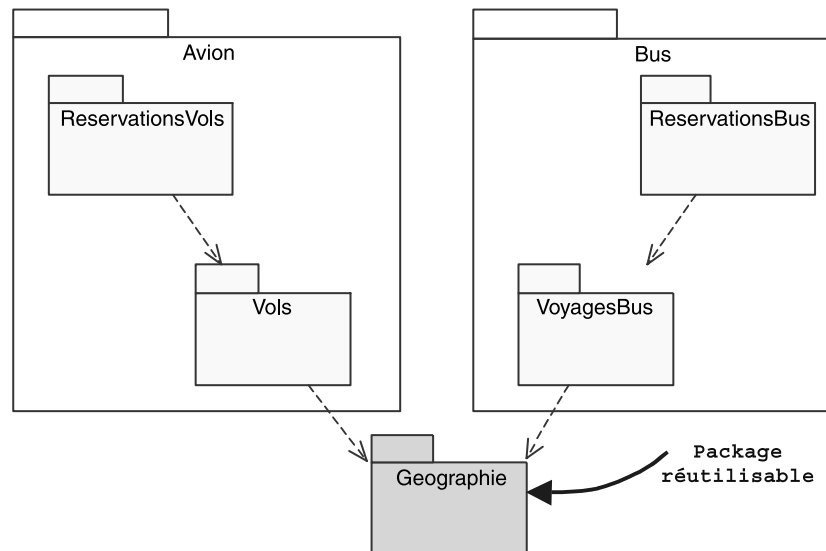 Avion
Bus
ReservationsVols
ReservationsBus
Vols
VoyagesBus
Geographie
Package
réutilisable